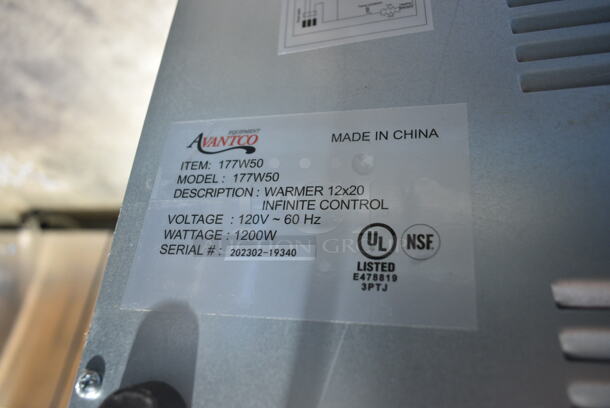 AVANTCO
EQUIPMENT
MADE IN CHINA
ITEM: 177W50
MODEL: 177W50
DESCRIPTION: WARMER 12x20
INFINITE CONTROL
VOLTAGE : 120V ~ 60 Hz
WATTAGE : 1200W
SERIAL # : 202302-19340
UL
NSF
LISTED
E478819
3PTJ